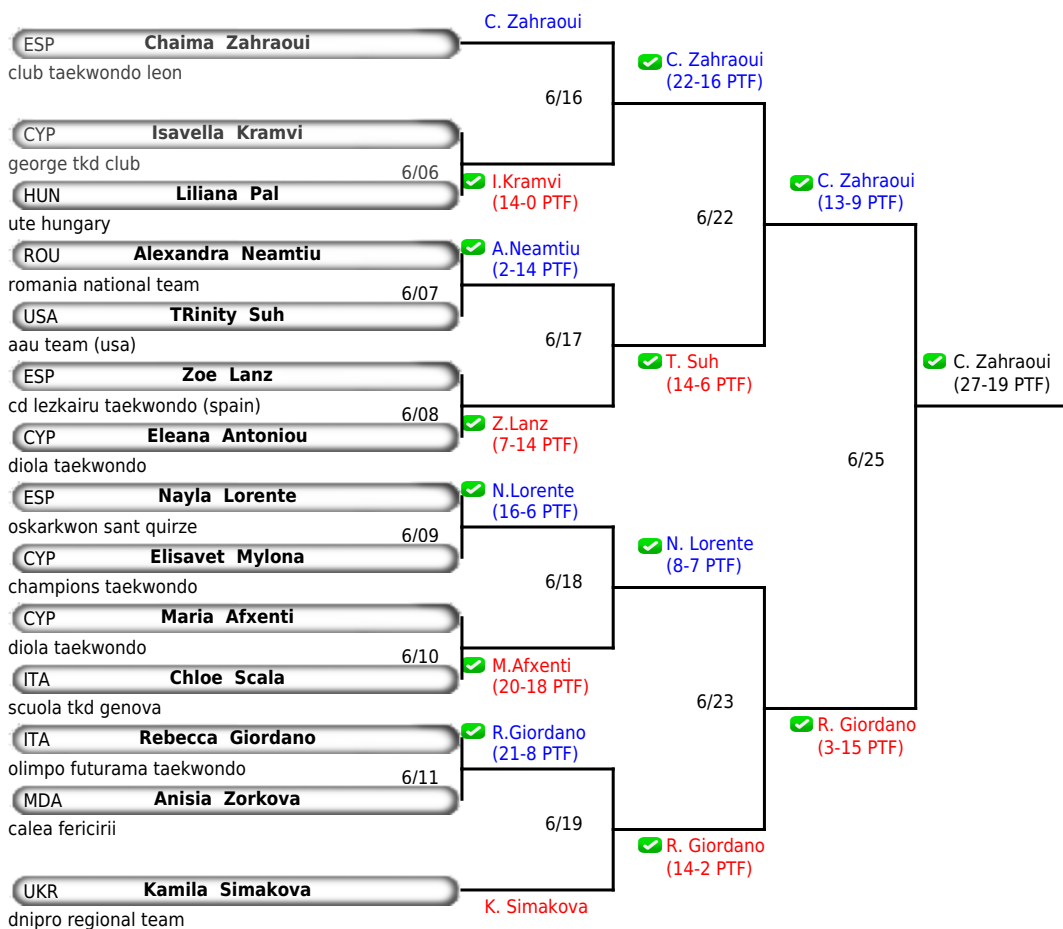 C. Zahraoui
ESP Chaima Zahraoui
club taekwondo leon
C. Zahraoui
(22-16 PTF)
6/16
CYP Isavella Kramvi
george tkd club
6/06
I.Kramvi
(14-0 PTF)
HUN Liliana Pal
ute hungary
C. Zahraoui
(13-9 PTF)
6/22
ROU Alexandra Neamtiu
romania national team
A.Neamtiu
(2-14 PTF)
6/07
USA TRinity Suh
aau team (usa)
6/17
T. Suh
(14-6 PTF)
C. Zahraoui
(27-19 PTF)
ESP Zoe Lanz
cd lezkairu taekwondo (spain)
6/08
Z.Lanz
(7-14 PTF)
CYP Eleana Antoniou
diola taekwondo
6/25
ESP Nayla Lorente
oskarkwon sant quirze
N.Lorente
(16-6 PTF)
6/09
CYP Elisavet Mylona
champions taekwondo
N. Lorente
(8-7 PTF)
6/18
CYP Maria Afxenti
diola taekwondo
6/10
M.Afxenti
(20-18 PTF)
ITA Chloe Scala
scuola tkd genova
6/23
R. Giordano
(3-15 PTF)
ITA Rebecca Giordano
olimpo futurama taekwondo
R.Giordano
(21-8 PTF)
6/11
MDA Anisia Zorkova
calea fericirii
6/19
R. Giordano
(14-2 PTF)
UKR Kamila Simakova
dnipro regional team
K. Simakova